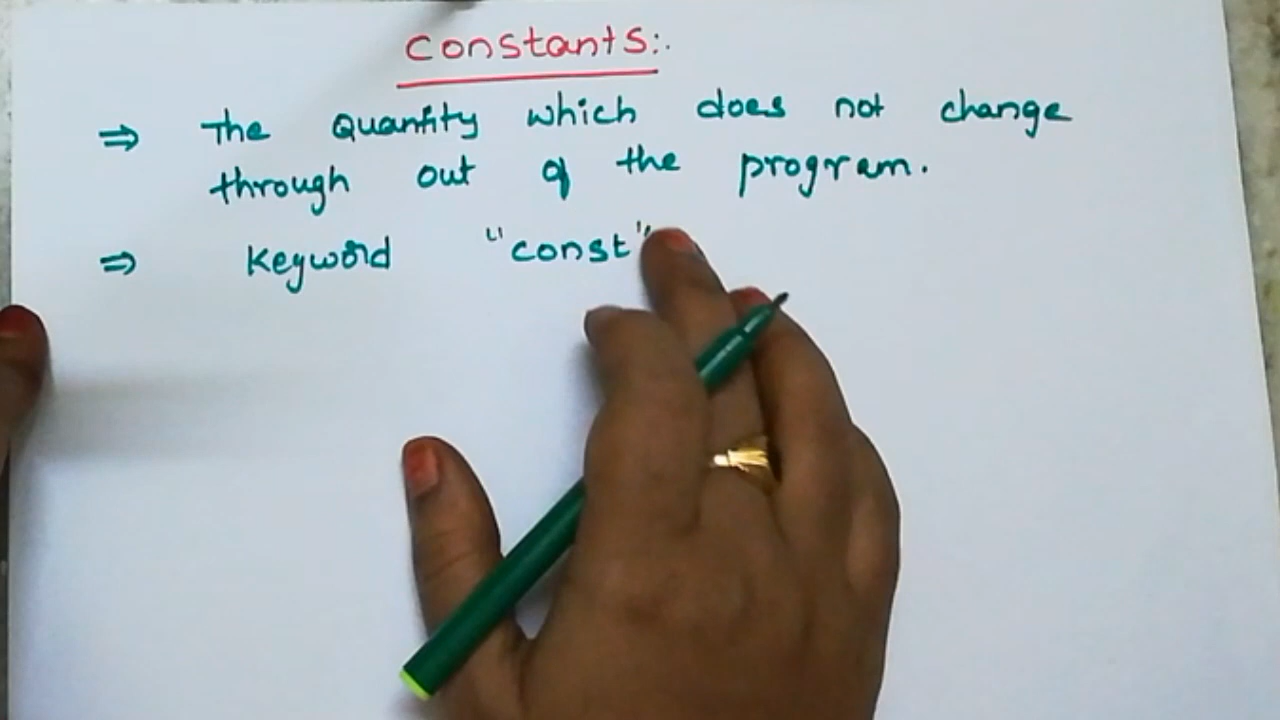 Constants:.
⇒ The Quantity which does not change
through out of the program.
⇒ Keyword "const"